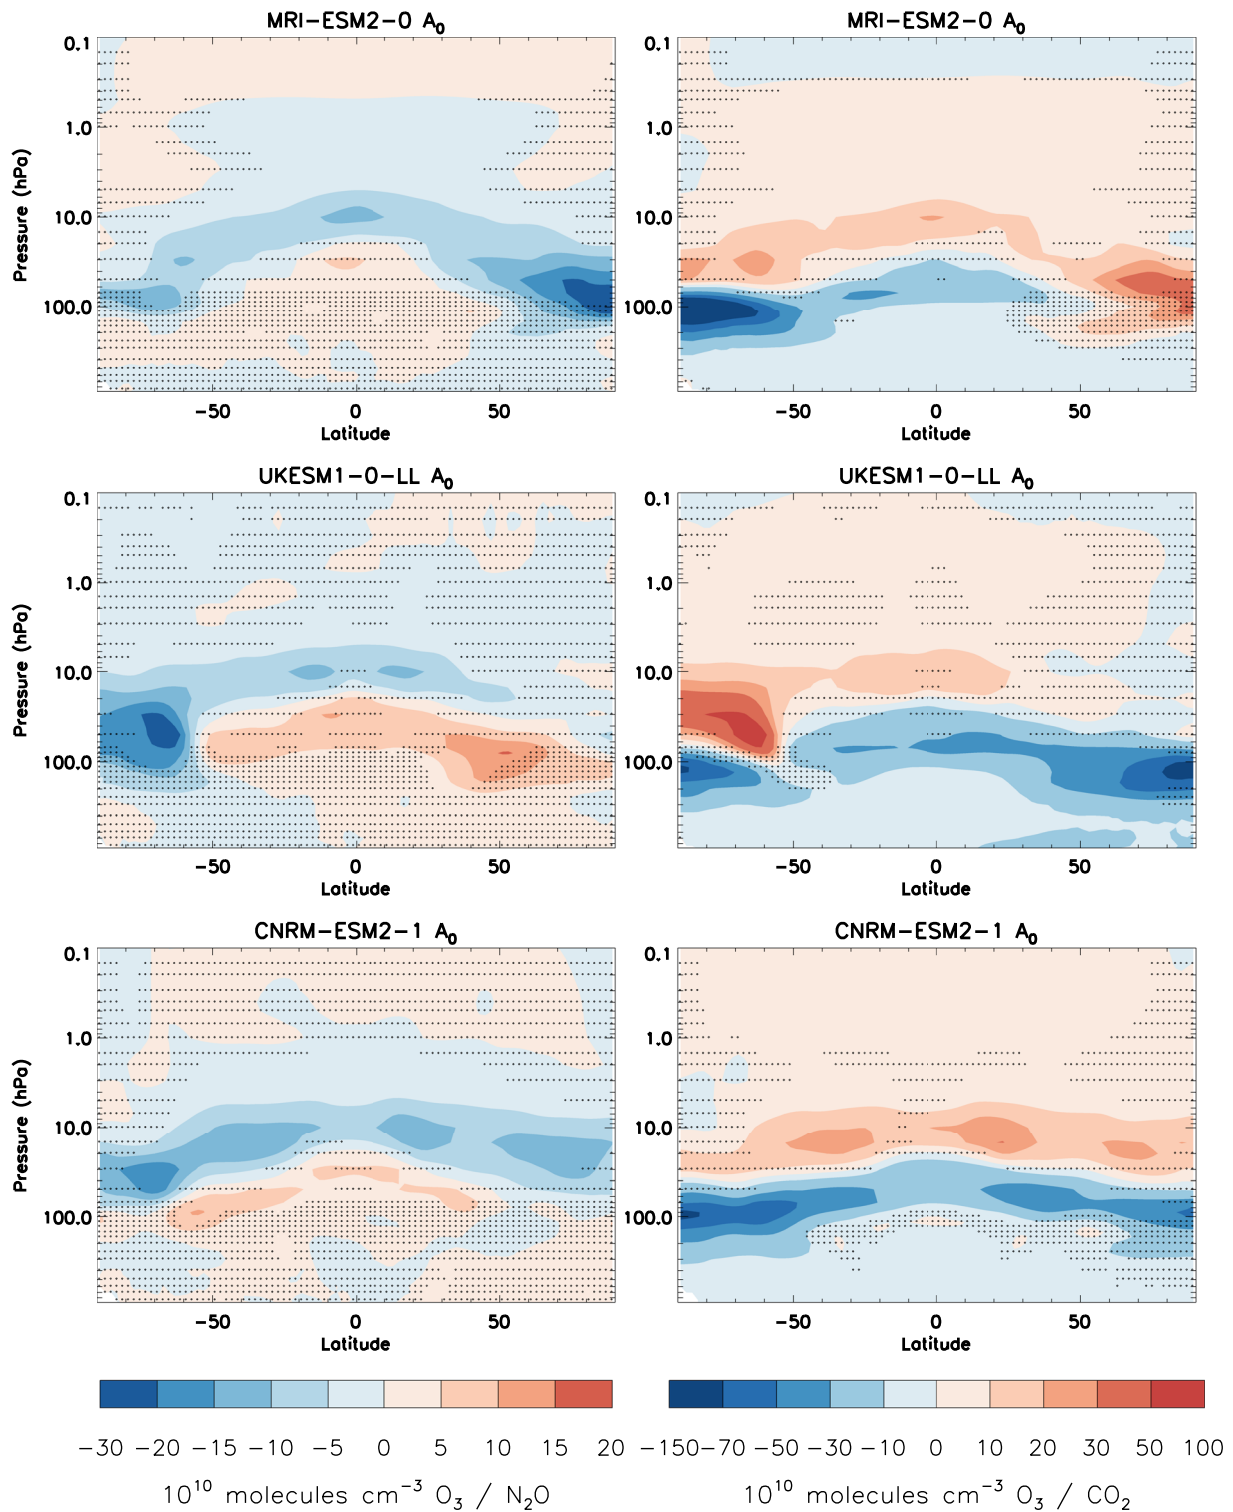 MRI-ESM2-0 A₀ MRI-ESM2-0 A₀
0.1 0.1
1.0 1.0
10.0 10.0
100.0 100.0
Pressure (hPa)
-50 0 50 -50 0 50
Latitude Latitude
UKESM1-0-LL A₀ UKESM1-0-LL A₀
0.1 0.1
1.0 1.0
10.0 10.0
100.0 100.0
Pressure (hPa)
-50 0 50 -50 0 50
Latitude Latitude
CNRM-ESM2-1 A₀ CNRM-ESM2-1 A₀
0.1 0.1
1.0 1.0
10.0 10.0
100.0 100.0
Pressure (hPa)
-50 0 50 -50 0 50
Latitude Latitude
-30 -20 -15 -10 -5 0 5 10 15 20 -150 -70 -50 -30 -10 0 10 20 30 50 100
10¹⁰ molecules cm⁻³ O₃ / N₂O 10¹⁰ molecules cm⁻³ O₃ / CO₂